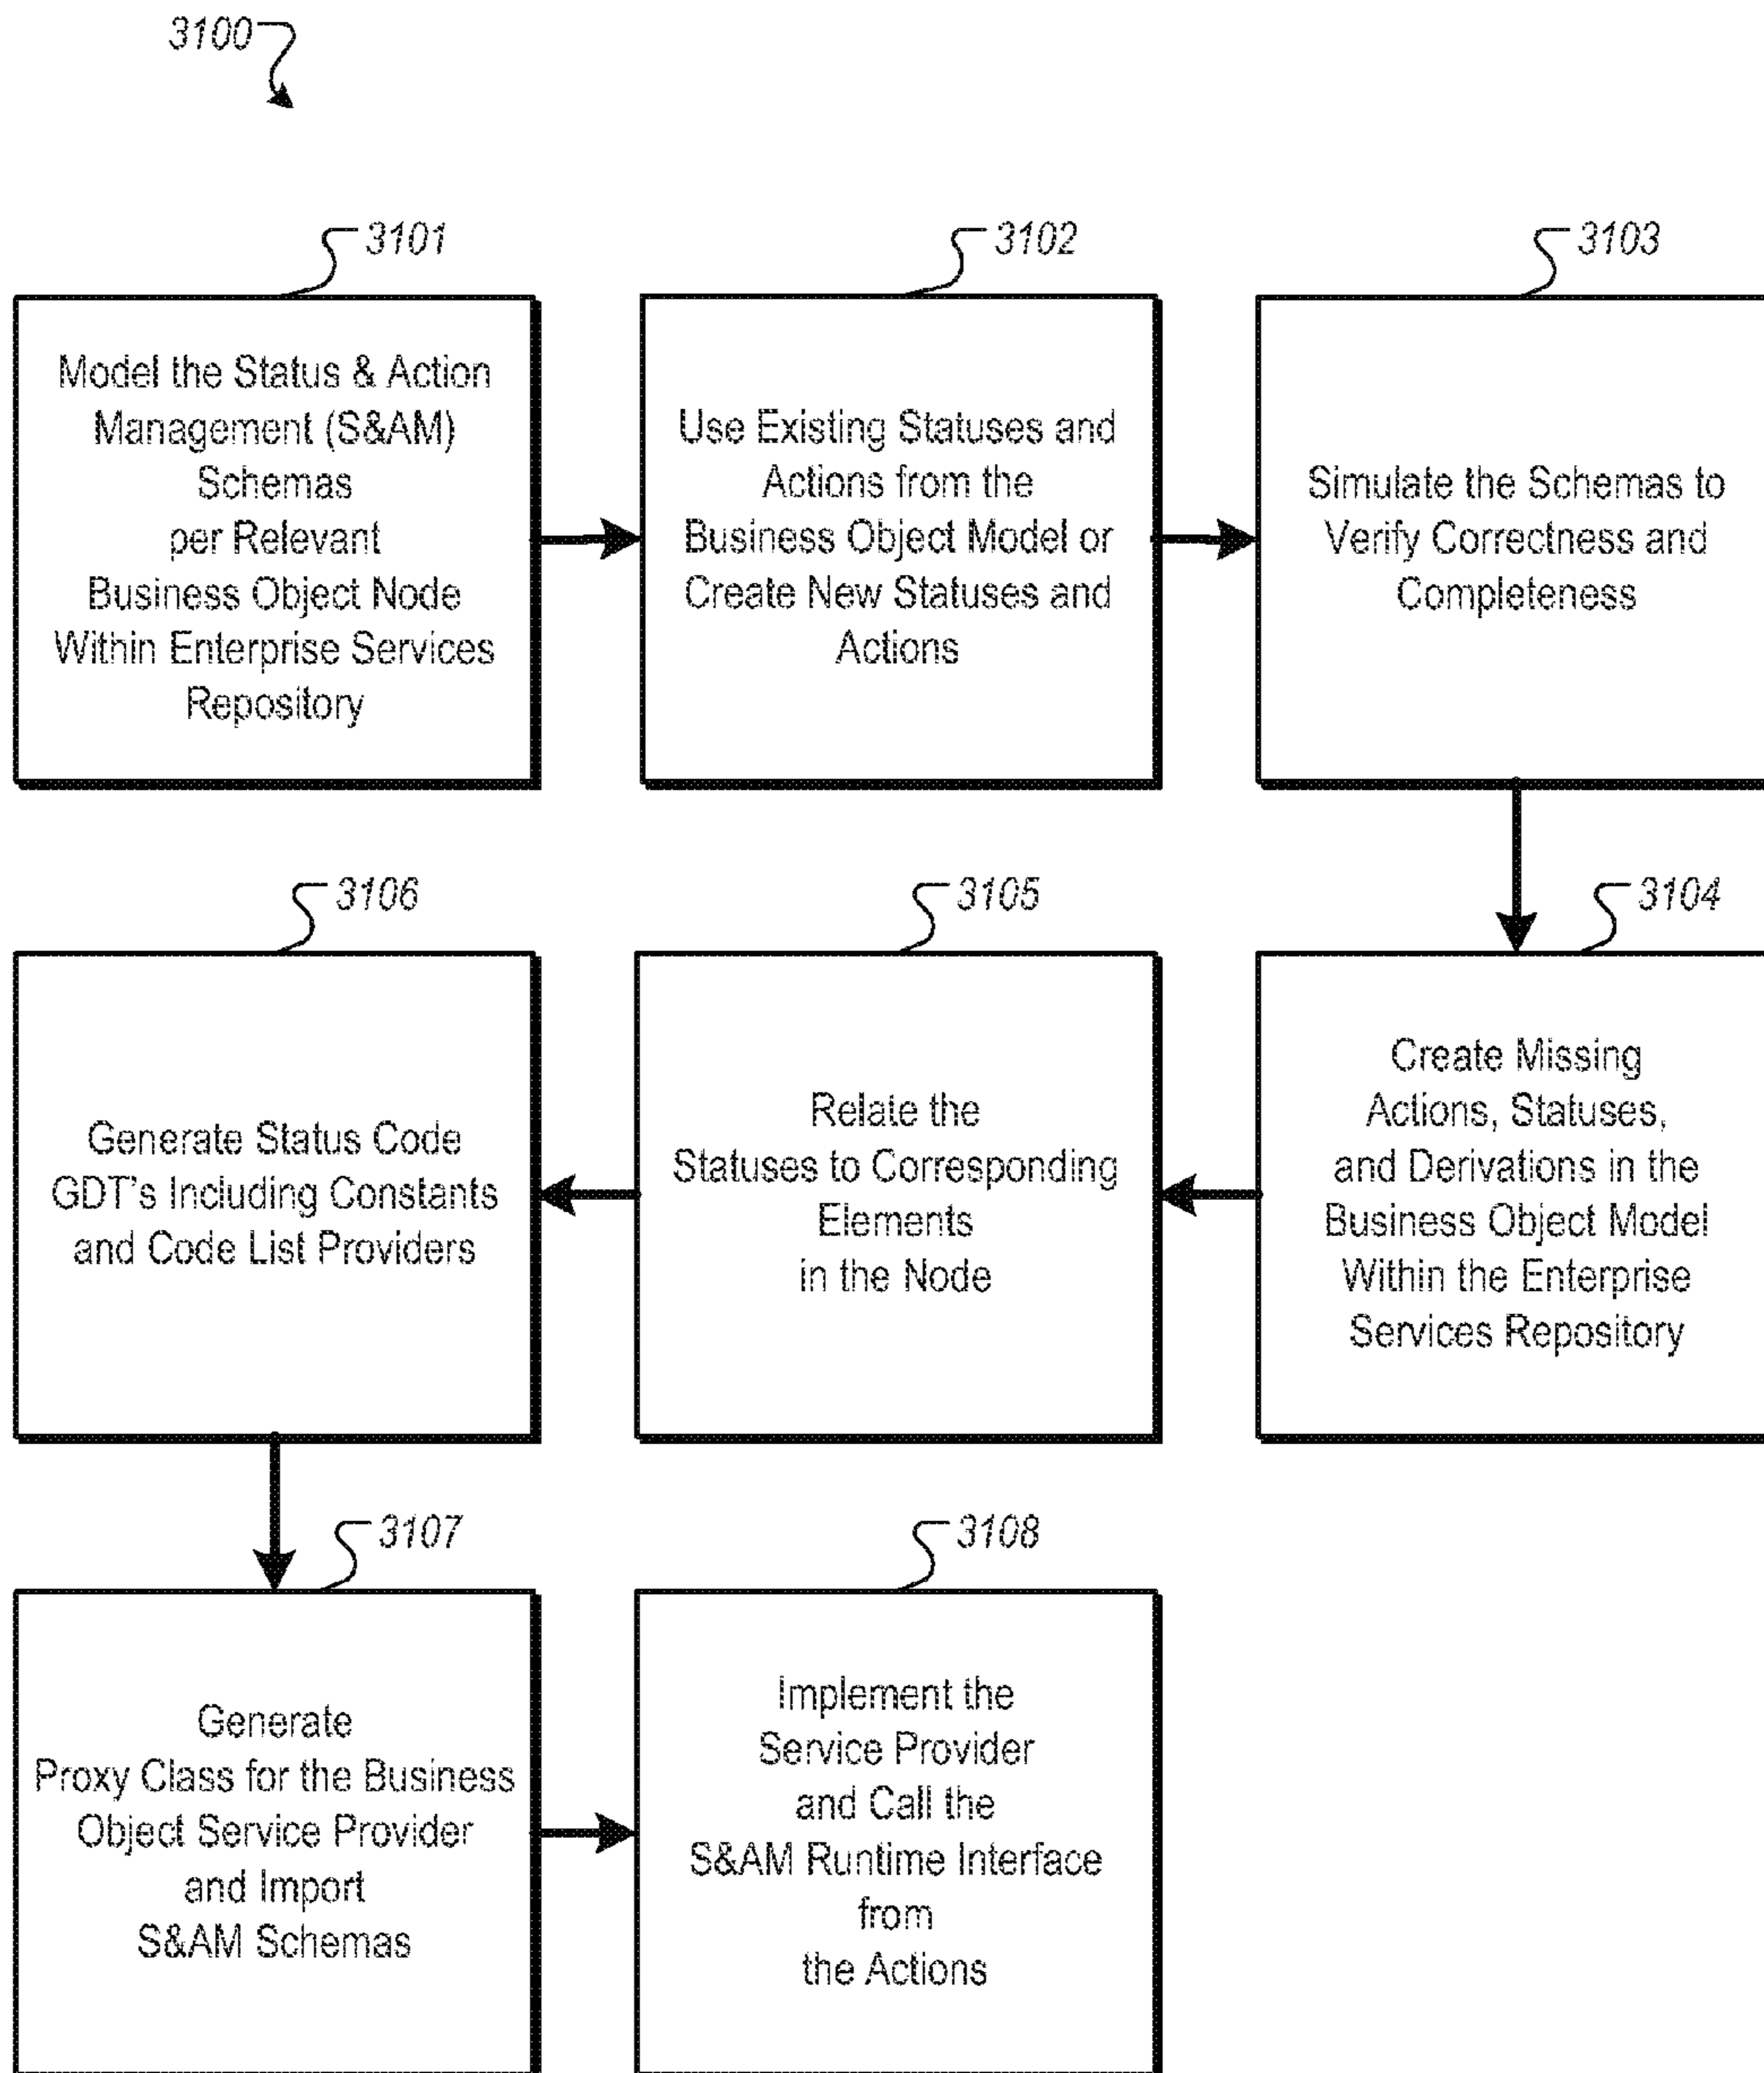 3100
3101
Model the Status & Action
Management (S&AM)
Schemas
per Relevant
Business Object Node
Within Enterprise Services
Repository
3102
Use Existing Statuses and
Actions from the
Business Object Model or
Create New Statuses and
Actions
3103
Simulate the Schemas to
Verify Correctness and
Completeness
3104
Create Missing
Actions, Statuses,
and Derivations in the
Business Object Model
Within the Enterprise
Services Repository
3105
Relate the
Statuses to Corresponding
Elements
in the Node
3106
Generate Status Code
GDT's Including Constants
and Code List Providers
3107
Generate
Proxy Class for the Business
Object Service Provider
and Import
S&AM Schemas
3108
Implement the
Service Provider
and Call the
S&AM Runtime Interface
from
the Actions